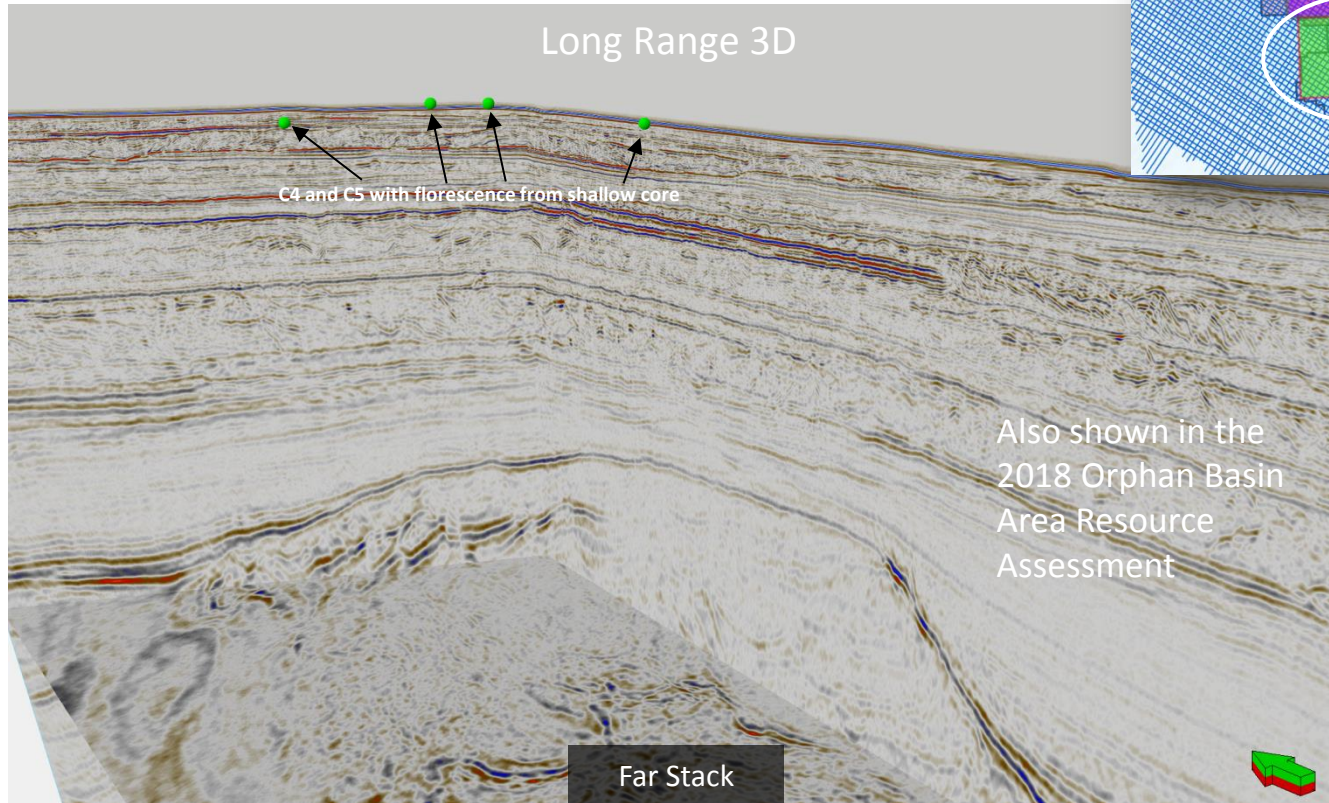 Long Range 3D
C4 and C5 with florescence from shallow core
Also shown in the
2018 Orphan Basin
Area Resource
Assessment
Far Stack